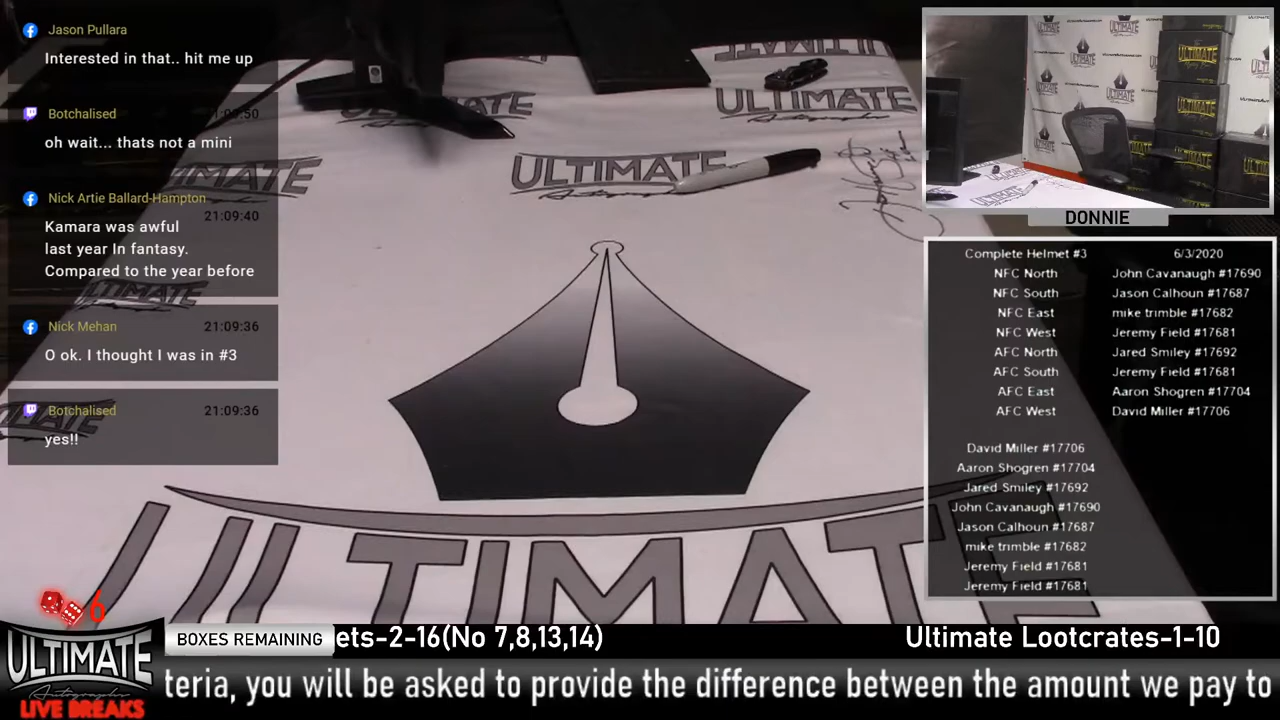 Jason Pullara
Interested in that.. hit me up
Botchalised
oh wait... thats not a mini
Nick Artie Ballard-Hampton
21:09:40
Kamara was awful
last year In fantasy.
Compared to the year before
Nick Mehan 21:09:36
O ok. I thought I was in #3
Botchalised 21:09:36
yes!!
ULTIMATE
ULTIMATE
ULTIMATE
DONNIE
Complete Helmet #3 6/3/2020
NFC North John Cavanaugh #17690
NFC South Jason Calhoun #17687
NFC East mike trimble #17682
NFC West Jeremy Field #17681
AFC North Jared Smiley #17692
AFC South Jeremy Field #17681
AFC East Aaron Shogren #17704
AFC West David Miller #17706
David Miller #17706
Aaron Shogren #17704
Jared Smiley #17692
John Cavanaugh #17690
Jason Calhoun #17687
mike trimble #17682
Jeremy Field #17681
Jeremy Field #17681
6
ULTIMATE
Autographs
LIVE BREAKS
BOXES REMAINING ets-2-16(No 7,8,13,14) Ultimate Lootcrates-1-10
teria, you will be asked to provide the difference between the amount we pay to